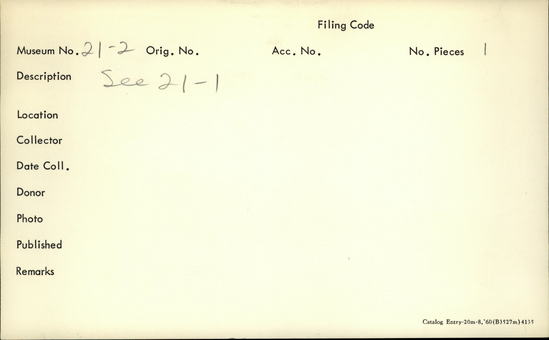 Filing Code
Museum No. 21-2 Orig. No. Acc. No. No. Pieces 1
Description See 21-1
Location
Collector
Date Coll.
Donor
Photo
Published
Remarks
Catalog Entry-20m-8,'60(B)927m)4135